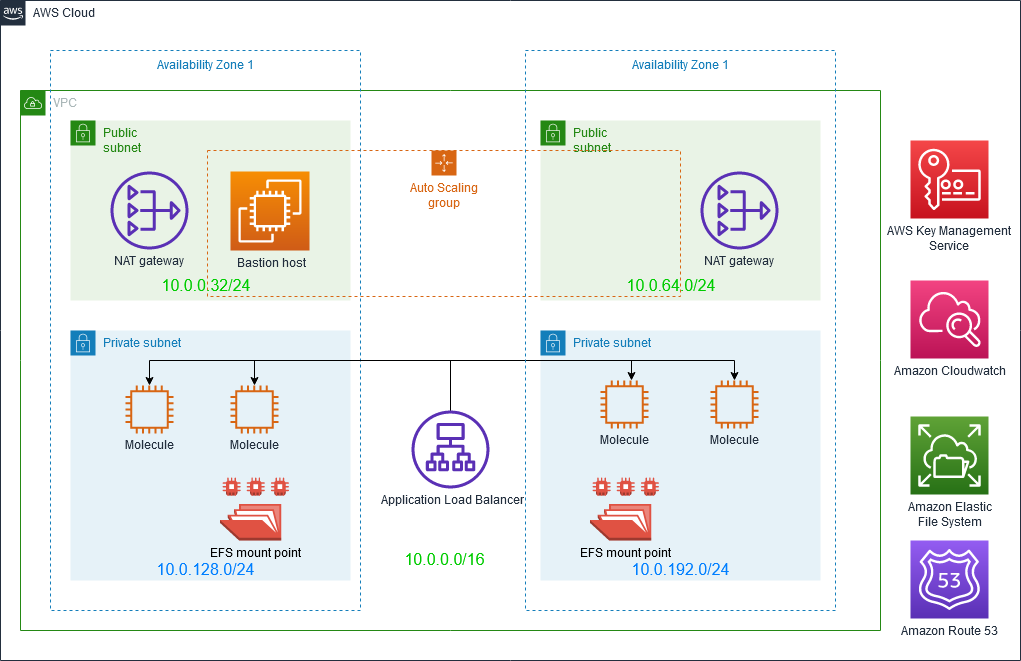 aws
AWS Cloud
Availability Zone 1
Availability Zone 1
VPC
Public
subnet
Public
subnet
Auto Scaling
group
NAT gateway
Bastion host
NAT gateway
10.0.0.32/24
10.0.64.0/24
AWS Key Management
Service
Private subnet
Private subnet
Amazon Cloudwatch
Molecule
Molecule
Molecule
Molecule
Application Load Balancer
Amazon Elastic
File System
EFS mount point
EFS mount point
10.0.128.0/24
10.0.0.0/16
10.0.192.0/24
53
Amazon Route 53